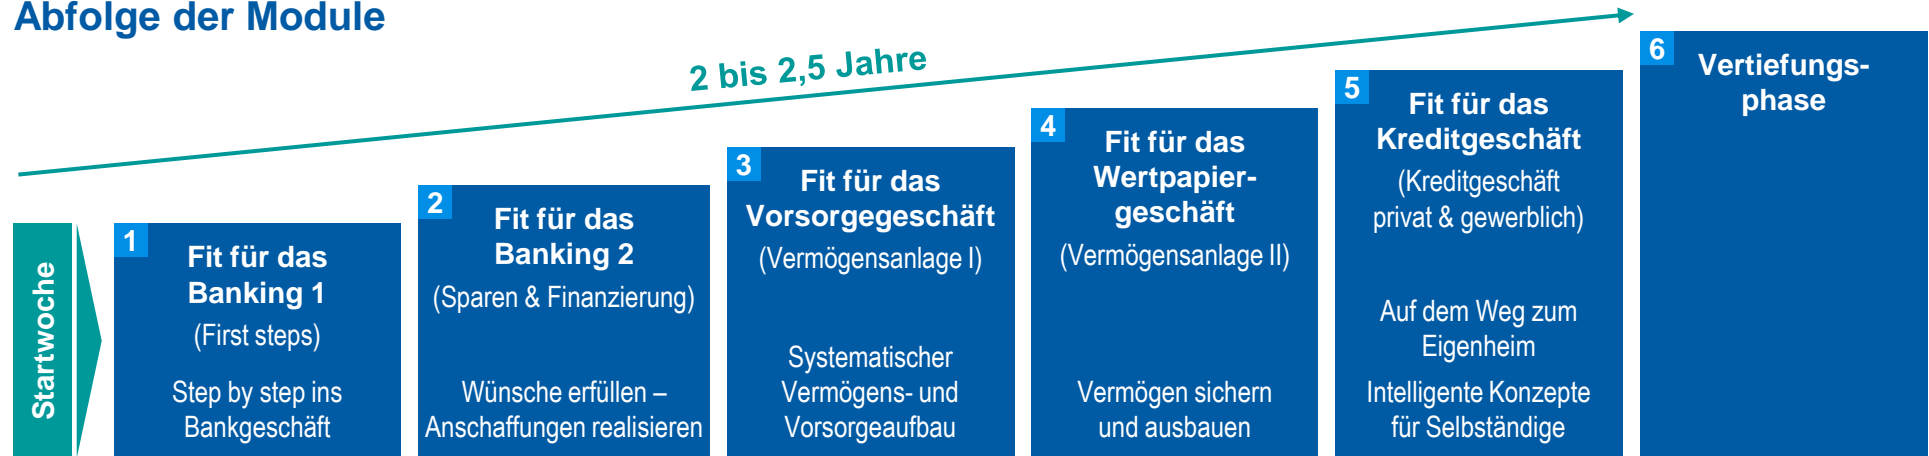 Abfolge der Module
2 bis 2,5 Jahre
Startwoche
1
Fit für das
Banking 1
(First steps)
Step by step ins
Bankgeschäft
2
Fit für das
Banking 2
(Sparen & Finanzierung)
Wünsche erfüllen –
Anschaffungen realisieren
3
Fit für das
Vorsorgegeschäft
(Vermögensanlage I)
Systematischer
Vermögens- und
Vorsorgeaufbau
4
Fit für das
Wertpapier-
geschäft
(Vermögensanlage II)
Vermögen sichern
und ausbauen
5
Fit für das
Kreditgeschäft
(Kreditgeschäft
privat & gewerblich)
Auf dem Weg zum
Eigenheim
Intelligente Konzepte
für Selbständige
6
Vertiefungs-
phase